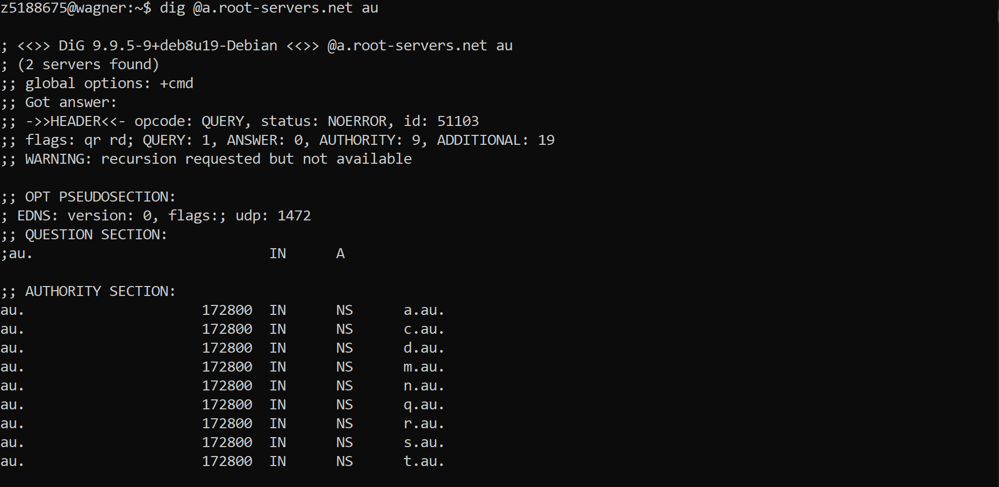 z5188675@wagner:~$ dig @a.root-servers.net au

; <<>> DiG 9.9.5-9+deb8u19-Debian <<>> @a.root-servers.net au
; (2 servers found)
;; global options: +cmd
;; Got answer:
;; ->>HEADER<<- opcode: QUERY, status: NOERROR, id: 51103
;; flags: qr rd; QUERY: 1, ANSWER: 0, AUTHORITY: 9, ADDITIONAL: 19
;; WARNING: recursion requested but not available

;; OPT PSEUDOSECTION:
; EDNS: version: 0, flags:; udp: 1472
;; QUESTION SECTION:
;au.				IN	A

;; AUTHORITY SECTION:
au.			172800	IN	NS	a.au.
au.			172800	IN	NS	c.au.
au.			172800	IN	NS	d.au.
au.			172800	IN	NS	m.au.
au.			172800	IN	NS	n.au.
au.			172800	IN	NS	q.au.
au.			172800	IN	NS	r.au.
au.			172800	IN	NS	s.au.
au.			172800	IN	NS	t.au.